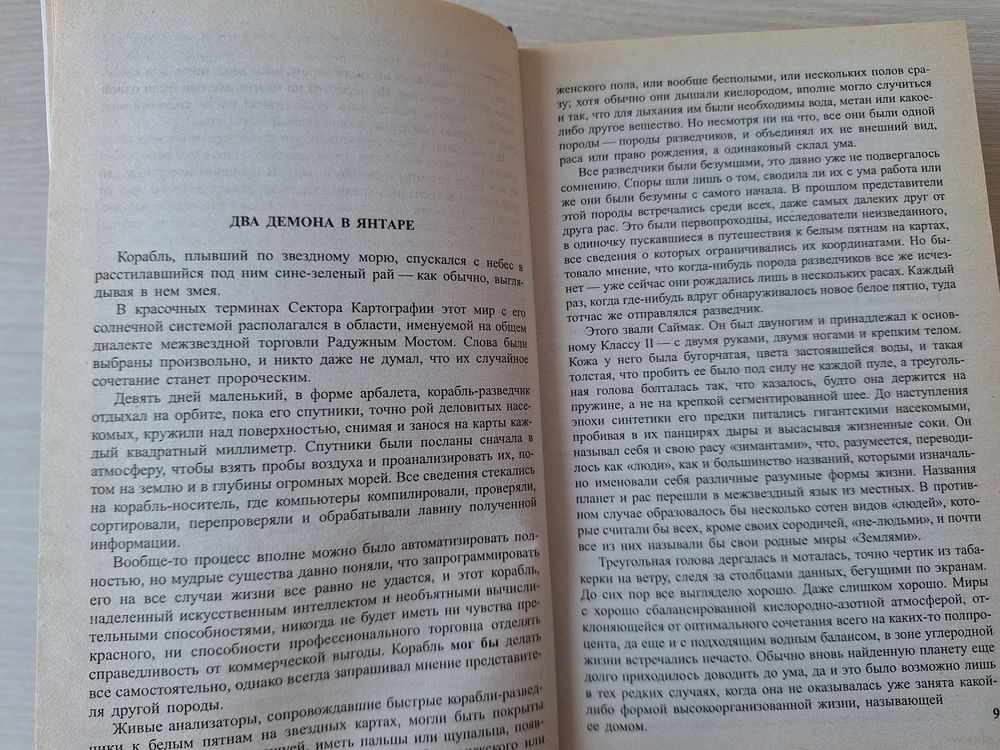 ДВА ДЕМОНА В ЯНТАРЕ
Корабль, плывший по звездному морю, спускался с небес в
расстилавшийся под ним сине-зеленый рай — как обычно, выгля-
дывая в нем змея.
В красочных терминах Сектора Картографии этот мир с его
солнечной системой располагался в области, именуемой на общем
диалекте межзвездной торговли Радужным Мостом. Слова были
выбраны произвольно, и никто даже не думал, что их случайное
сочетание станет пророческим.
Девять дней маленький, в форме арбалета, корабль-разведчик
отдыхал на орбите, пока его спутники, точно рой деловитых насе-
комых, кружили над поверхностью, снимая и занося на карты каж-
дый квадратный миллиметр. Спутники были посланы сначала в
атмосферу, чтобы взять пробы воздуха и проанализировать их, по-
том на землю и в глубины огромных морей. Все сведения стекались
на корабль-носитель, где компьютеры компилировали, проверяли,
сортировали, перепроверяли и обрабатывали лавину полученной
информации.
Вообще-то процесс вполне можно было автоматизировать пол-
ностью, но мудрые существа давно поняли, что запрограммировать
его на все случаи жизни все равно не удастся, и этот корабль,
наделенный искусственным интеллектом и необъятными вычисли-
тельными способностями, никогда не будет иметь ни чувства пре-
красного, ни способности профессионального торговца отделять
справедливость от коммерческой выгоды. Корабль мог бы делать
все самостоятельно, однако всегда запрашивал мнение представите-
ля другой породы.
Живые анализаторы, сопровождавшие быстрые корабли-развед-
чики к белым пятнам на звездных картах, могли быть покрыты
иметь пальцы или щупальца,
или
женского пола, или вообще бесполыми, или нескольких полов сра-
зу; хотя обычно они дышали кислородом, вполне могло случиться
и так, что для дыхания им были необходимы вода, метан или какое-
либо другое вещество. Но несмотря ни на что, все они были одной
породы — породы разведчиков, и объединял их не внешний вид,
раса или право рождения, а одинаковый склад ума.
Все разведчики были безумцами, это давно уже не подвергалось
сомнению. Споры шли лишь о том, сводила ли их с ума работа или
же они были безумны с самого начала. В прошлом представители
этой породы встречались среди всех, даже самых далеких друг от
друга рас. Это были первопроходцы, исследователи неизведанного,
в одиночку пускавшиеся в путешествия к белым пятнам на картах,
все сведения о которых ограничивались их координатами. Но бы-
товало мнение, что когда-нибудь порода разведчиков все же исчез-
нет — уже сейчас они рождались лишь в нескольких расах. Каждый
раз, когда где-нибудь вдруг обнаруживалось новое белое пятно, туда
тотчас же отправлялся разведчик.
Этого звали Саймак. Он был двуногим и принадлежал к основ-
ному Классу II — с двумя руками, двумя ногами и крепким телом.
Кожа у него была бугорчатая, цвета застоявшейся воды, и такая
толстая, что пробить ее было под силу не каждой пуле, а треуголь-
ная голова болталась так, что казалось, будто она держится на
пружине, а не на крепкой сегментированной шее. До наступления
эпохи синтетики его предки питались гигантскими насекомыми,
пробивая в их панцирях дыры и высасывая жизненные соки. Он
называл себя и свою расу «зимантами», что, разумеется, переводи-
лось как «люди», как и большинство названий, которыми изначаль-
но именовали себя различные разумные формы жизни. Названия
планет и рас перешли в межзвездный язык из местных. В против-
ном случае образовалось бы несколько сотен видов «людей», кото-
рые считали бы всех, кроме своих сородичей, «не-людьми», и почти
все из них называли бы свои родные миры «Землями».
Треугольная голова дергалась и моталась, точно чертик из таба-
керки на ветру, следя за столбцами данных, бегущими по экранам.
До сих пор все выглядело хорошо. Даже слишком хорошо. Миры
с хорошо сбалансированной кислородно-азотной атмосферой, от-
клоняющейся от оптимального сочетания всего на каких-то полпро-
цента, да еще и с подходящим водным балансом, в зоне углеродной
жизни встречались нечасто. Обычно вновь найденную планету еще
долго приходилось доводить до ума, да и это было возможно лишь
в тех редких случаях, когда она не оказывалась уже занята какой-
либо формой высокоорганизованной жизни, называющей
ее домом.
9